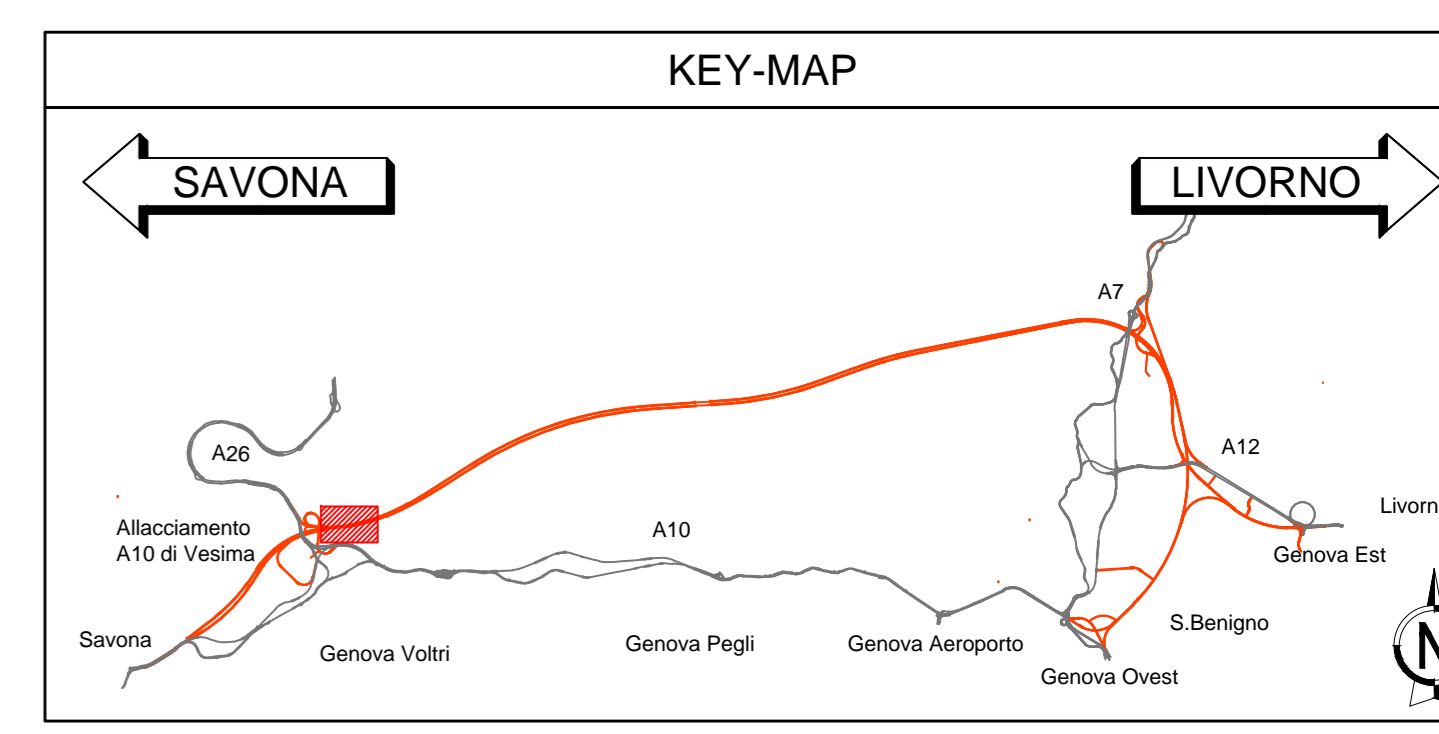 KEY-MAP
SAVONA
LIVORNO
A7
A26
A12
Livorn
Allacciamento
A10 di Vesima
A10
Genova Est
Savona
Genova Voltri
Genova Pegli
Genova Aeroporto
S.Benigno
Genova Ovest
N